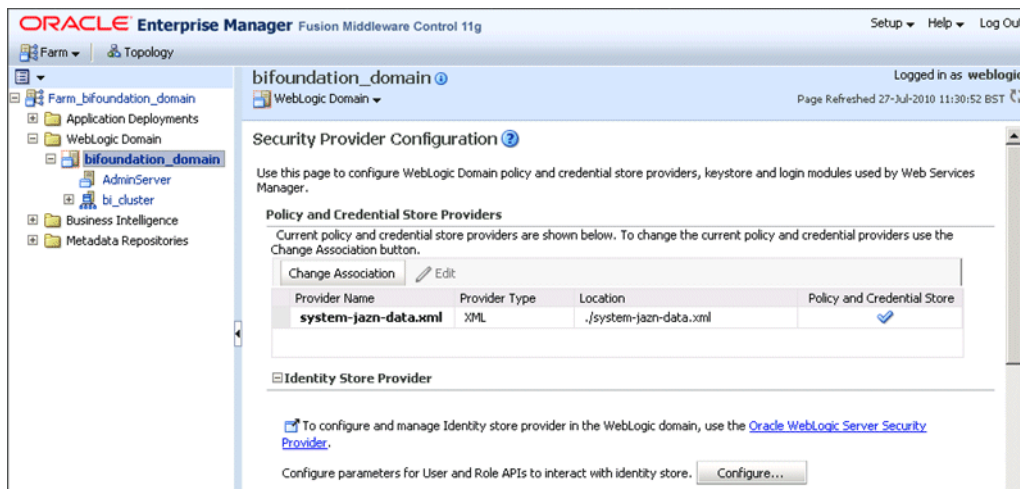 ORACLE Enterprise Manager Fusion Middleware Control 11g
Setup Help Log Out
Farm Topology
Farm_bifoundation_domain
Application Deployments
WebLogic Domain
bifoundation_domain
AdminServer
bi_cluster
Business Intelligence
Metadata Repositories
bifoundation_domain
Logged in as weblogic
WebLogic Domain
Page Refreshed 27-Jul-2010 11:30:52 BST
Security Provider Configuration
Use this page to configure WebLogic Domain policy and credential store providers, keystore and login modules used by Web Services
Manager.
Policy and Credential Store Providers
Current policy and credential store providers are shown below. To change the current policy and credential providers use the
Change Association button.
Change Association Edit
Provider Name Provider Type Location Policy and Credential Store
system-jazn-data.xml XML ./system-jazn-data.xml
Identity Store Provider
To configure and manage Identity store provider in the WebLogic domain, use the Oracle WebLogic Server Security
Provider.
Configure parameters for User and Role APIs to interact with identity store. Configure...